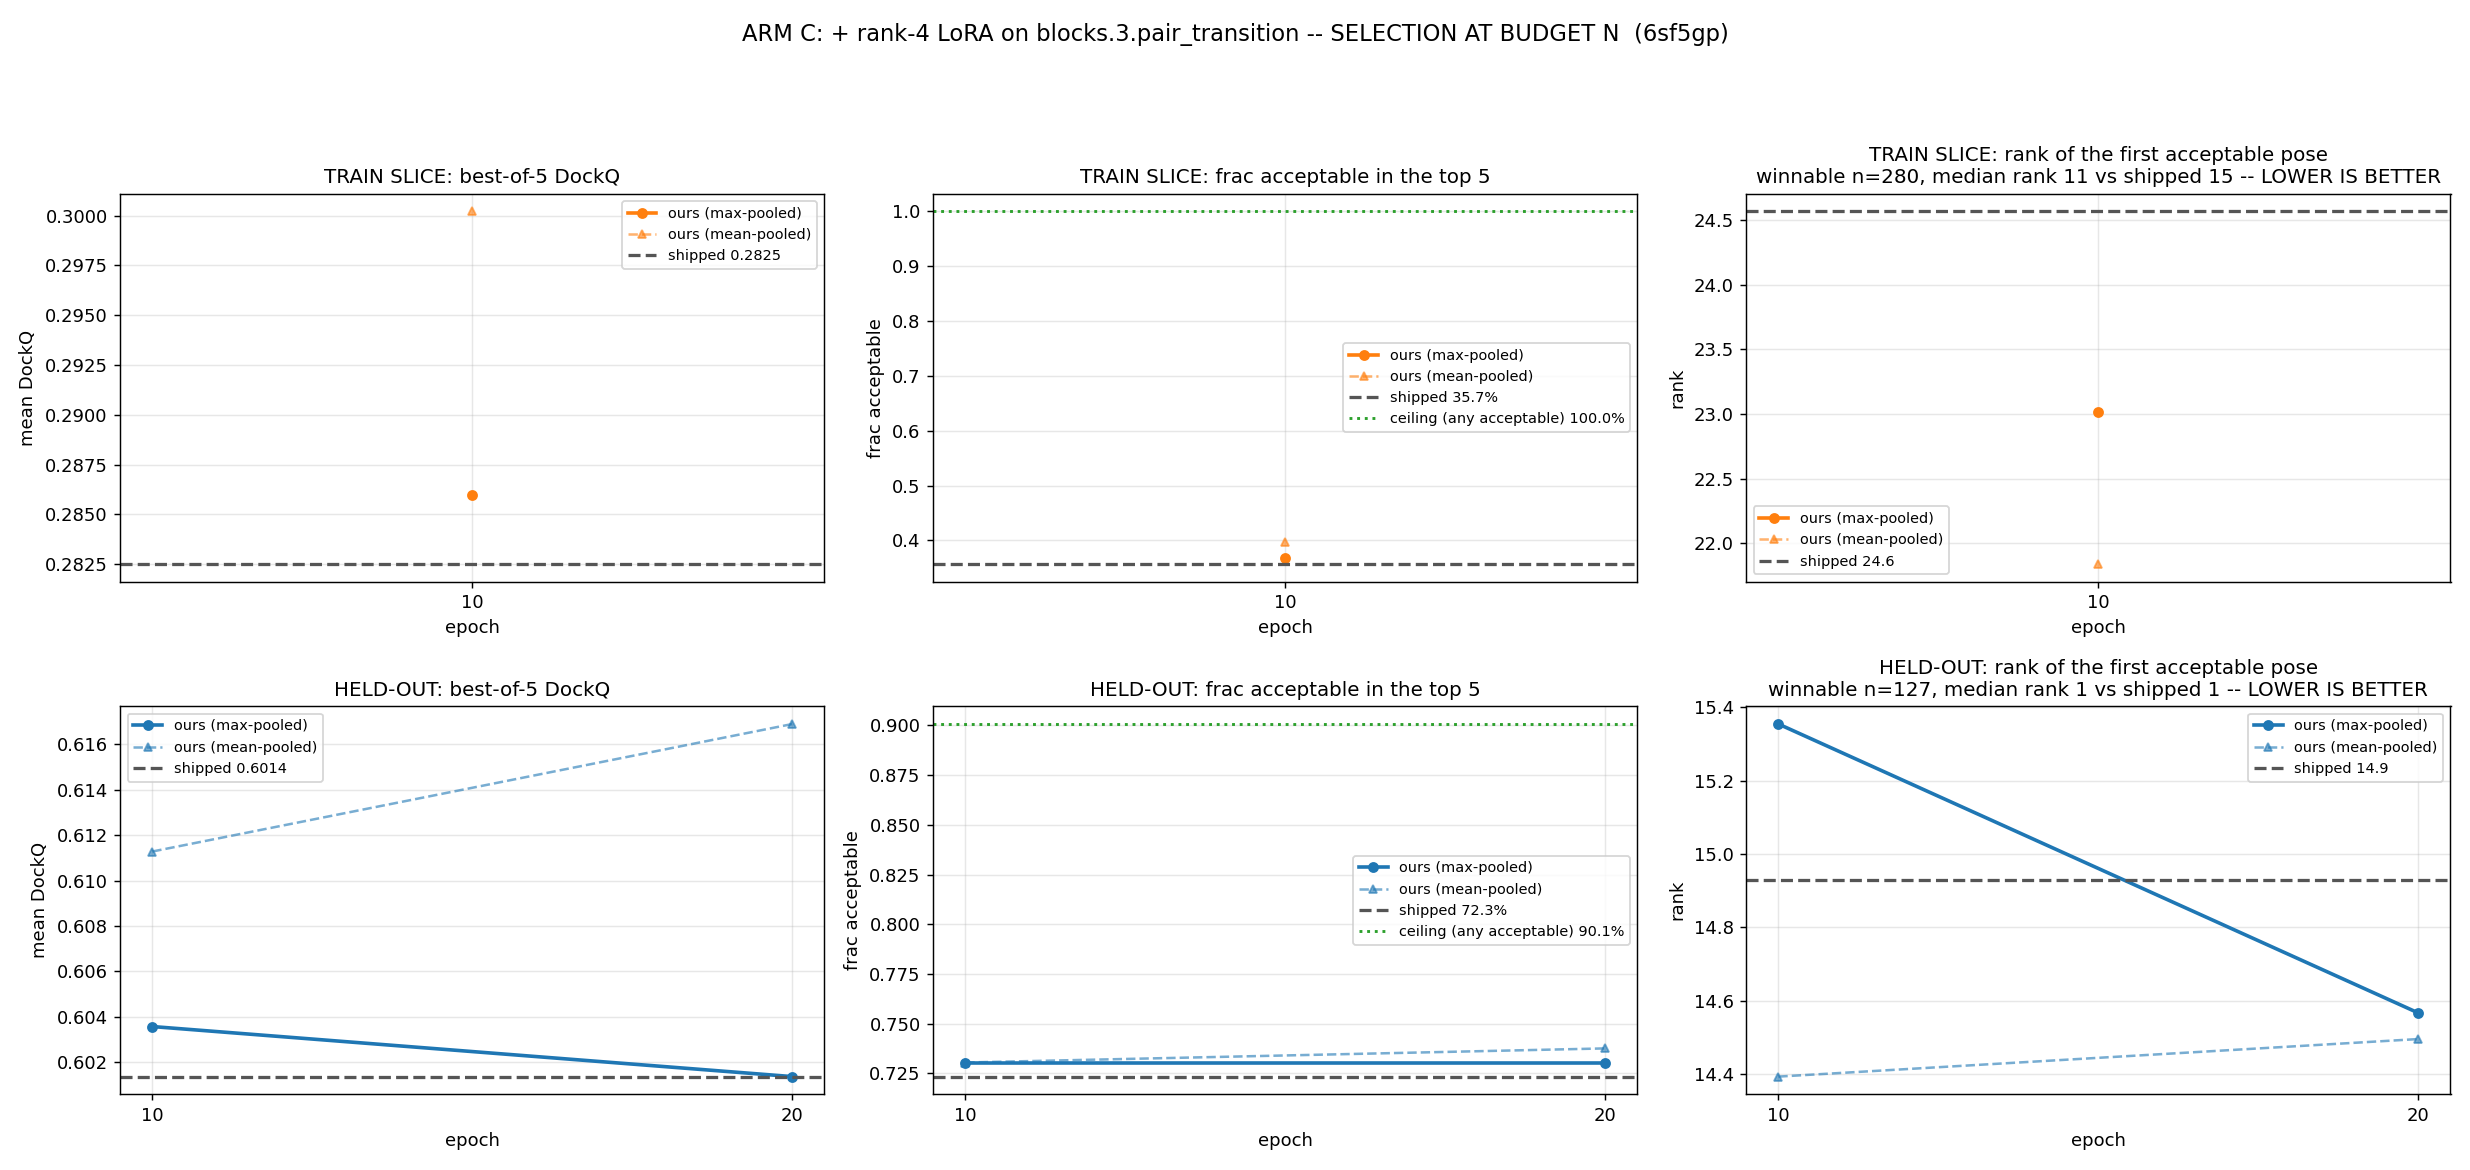 ARM C: + rank-4 LoRA on blocks.3.pair_transition -- SELECTION AT BUDGET N  (6sf5gp)
TRAIN SLICE: best-of-5 DockQ
0.3000
0.2975
0.2950
0.2925
0.2900
0.2875
0.2850
0.2825
mean DockQ
ours (max-pooled)
ours (mean-pooled)
shipped 0.2825
10
epoch
TRAIN SLICE: frac acceptable in the top 5
1.0
0.9
0.8
0.7
0.6
0.5
0.4
frac acceptable
ours (max-pooled)
ours (mean-pooled)
shipped 35.7%
ceiling (any acceptable) 100.0%
10
epoch
TRAIN SLICE: rank of the first acceptable pose
winnable n=280, median rank 11 vs shipped 15 -- LOWER IS BETTER
24.5
24.0
23.5
23.0
22.5
22.0
rank
ours (max-pooled)
ours (mean-pooled)
shipped 24.6
10
epoch
HELD-OUT: best-of-5 DockQ
0.616
0.614
0.612
0.610
0.608
0.606
0.604
0.602
mean DockQ
ours (max-pooled)
ours (mean-pooled)
shipped 0.6014
10
20
epoch
HELD-OUT: frac acceptable in the top 5
0.900
0.875
0.850
0.825
0.800
0.775
0.750
0.725
frac acceptable
ours (max-pooled)
ours (mean-pooled)
shipped 72.3%
ceiling (any acceptable) 90.1%
10
20
epoch
HELD-OUT: rank of the first acceptable pose
winnable n=127, median rank 1 vs shipped 1 -- LOWER IS BETTER
15.4
15.2
15.0
14.8
14.6
14.4
rank
ours (max-pooled)
ours (mean-pooled)
shipped 14.9
10
20
epoch